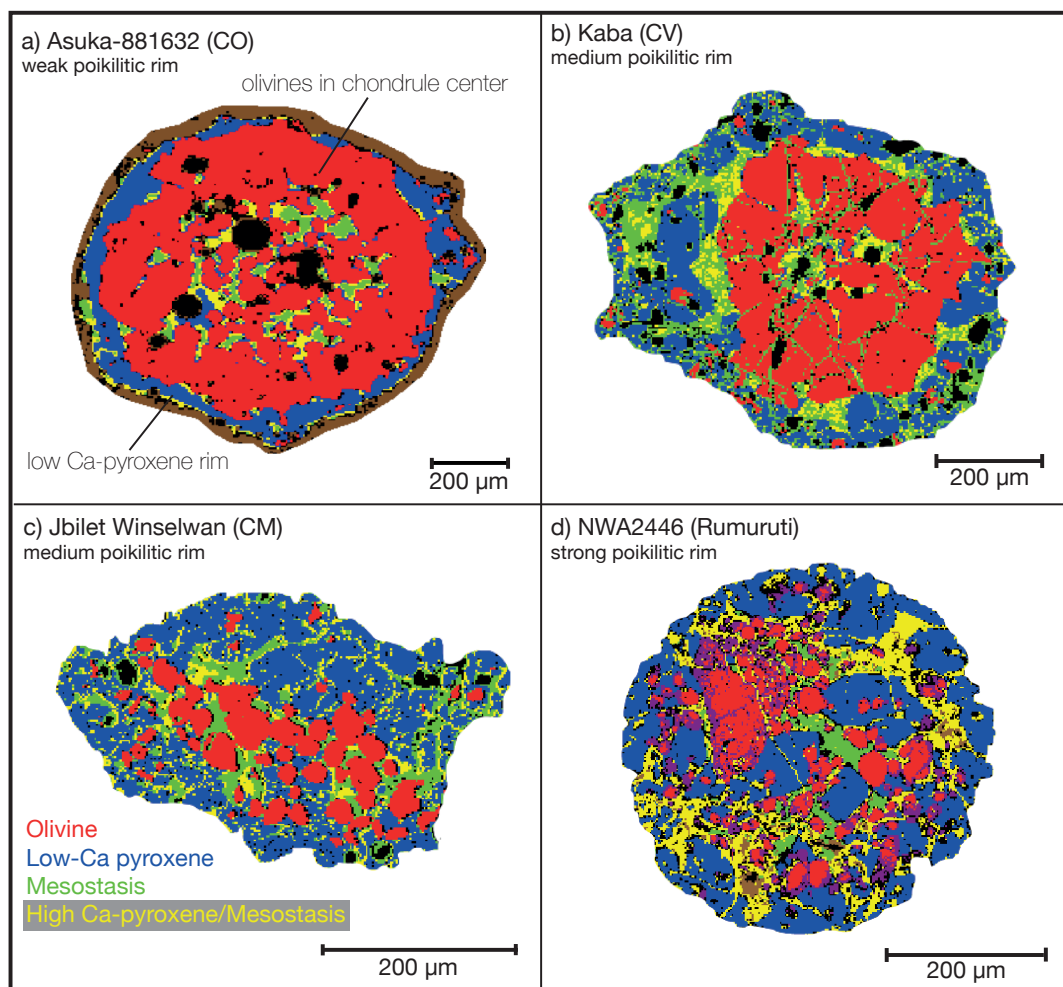 a) Asuka-881632 (CO)
weak poikilitic rim
olivines in chondrule center
low Ca-pyroxene rim
200 µm
b) Kaba (CV)
medium poikilitic rim
200 µm
c) Jbilet Winselwan (CM)
medium poikilitic rim
Olivine
Low-Ca pyroxene
Mesostasis
High Ca-pyroxene/Mesostasis
200 µm
d) NWA2446 (Rumuruti)
strong poikilitic rim
200 µm